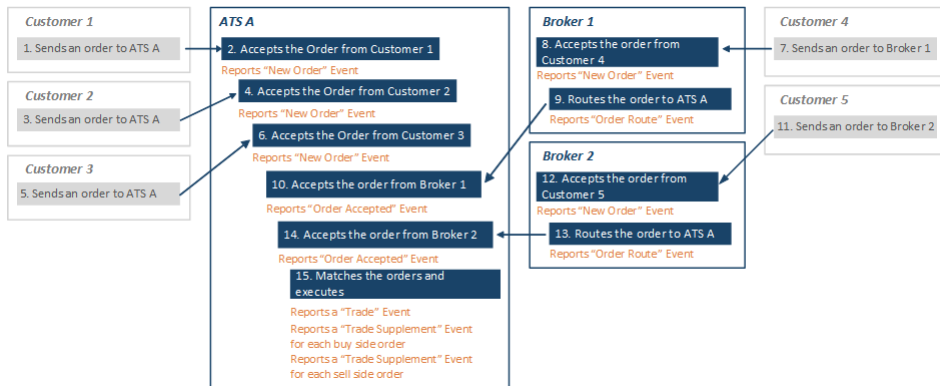 Customer 1
1. Sends an order to ATS A
Customer 2
3. Sends an order to ATS A
Customer 3
5. Sends an order to ATS A
ATS A
2. Accepts the Order from Customer 1
Reports “New Order” Event
4. Accepts the Order from Customer 2
Reports “New Order” Event
6. Accepts the Order from Customer 3
Reports “New Order” Event
10. Accepts the order from Broker 1
Reports “Order Accepted” Event
14. Accepts the order from Broker 2
Reports “Order Accepted” Event
15. Matches the orders and
executes
Reports a “Trade” Event
Reports a “Trade Supplement” Event
for each buy side order
Reports a “Trade Supplement” Event
for each sell side order
Broker 1
8. Accepts the order from
Customer 4
Reports “New Order” Event
9. Routes the order to ATS A
Reports “Order Route” Event
Broker 2
12. Accepts the order from
Customer 5
Reports “New Order” Event
13. Routes the order to ATS A
Reports “Order Route” Event
Customer 4
7. Sends an order to Broker 1
Customer 5
11. Sends an order to Broker 2